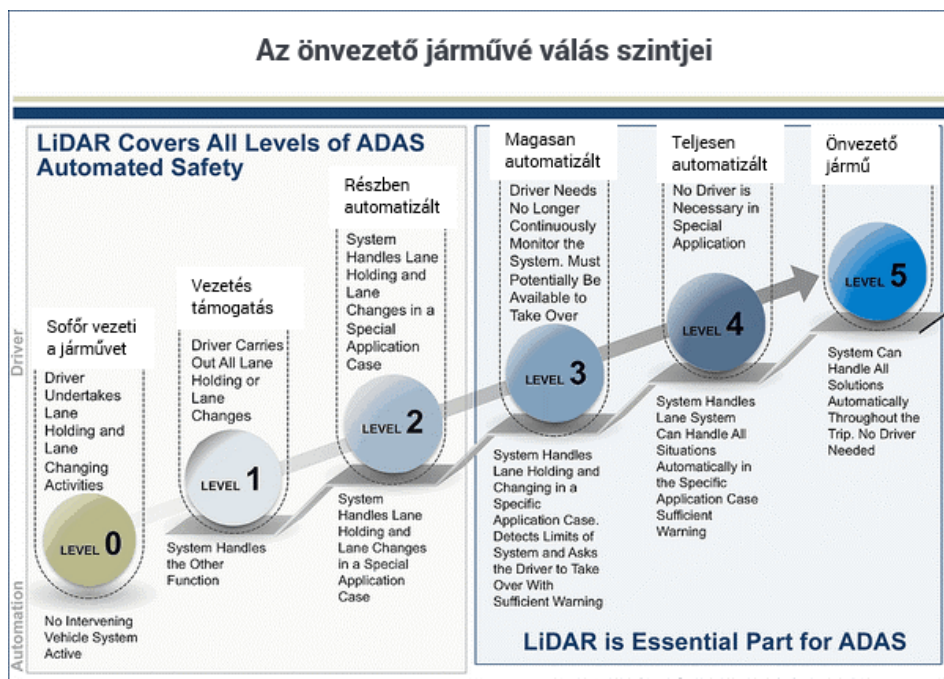 Az önvezető járművé válás szintjei
LiDAR Covers All Levels of ADAS
Automated Safety
Driver
Automation
Sofőr vezeti
a járművet
Driver
Undertakes
Lane
Holding and
Lane
Changing
Activities
LEVEL 0
No Intervening
Vehicle System
Active
Vezetés
támogatás
Driver Carries
Out All Lane
Holding or
Lane
Changes
LEVEL 1
System Handles
the Other
Function
Részben
automatizált
System
Handles Lane
Holding and
Lane
Changes in a
Special
Application
Case
LEVEL 2
System
Handles Lane
Holding and
Lane Changes
in a Special
Application
Case
Magasan
automatizált
Driver Needs
No Longer
Continuously
Monitor the
System. Must
Potentially Be
Available to
Take Over
LEVEL 3
System Handles
Lane Holding and
Changing in a
Specific
Application Case.
Detects Limits of
System and Asks
the Driver to Take
Over With
Sufficient Warning
Teljesen
automatizált
No Driver is
Necessary in
Special
Application
LEVEL 4
System Handles
Lane System
Can Handle All
Situations
Automatically in
the Specific
Application Case
Sufficient
Warning
Önvezető
jármű
LEVEL 5
System Can
Handle All
Solutions
Automatically
Throughout the
Trip. No Driver
Needed
LiDAR is Essential Part for ADAS